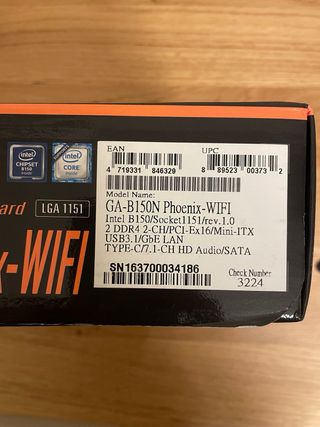 EAN
UPC
4 719331 846329
8 89523 00373 2
intel
CHIPSET
B150
inside
intel
CORE
inside
Model Name:
GA-B150N Phoenix-WIFI
Intel B150/Socket1151/rev.1.0
2 DDR4 2-CH/PCI-Ex16/Mini-ITX
USB3.1/GbE LAN
TYPE-C/7.1-CH HD Audio/SATA
SN163700034186
Check Number
3224
ard
LGA 1151
x-WIFI